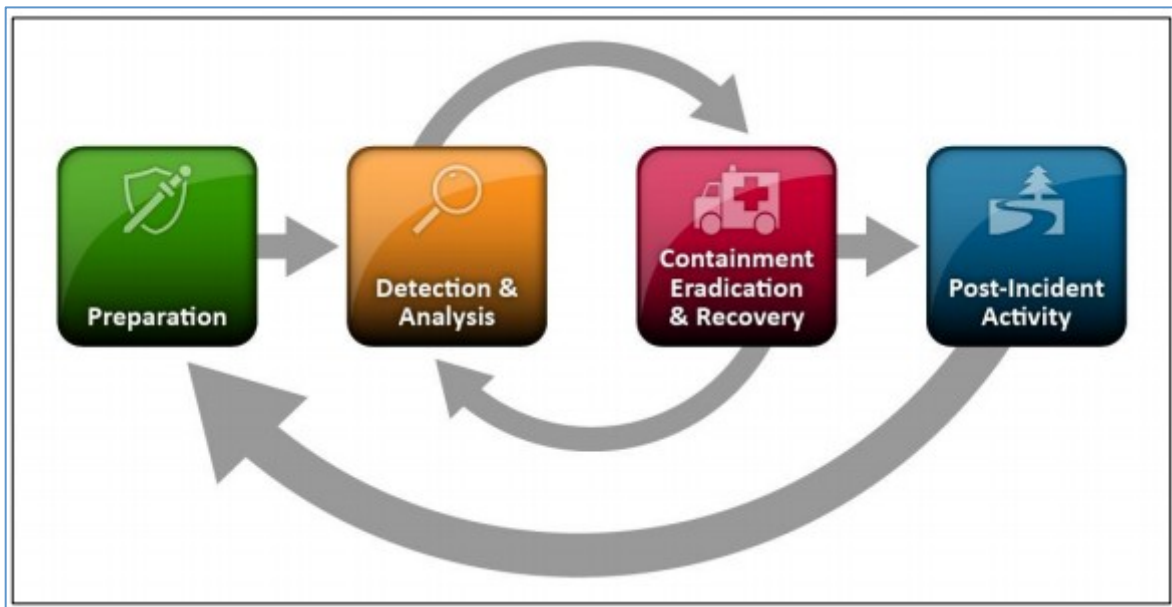 Preparation
Detection &
Analysis
Containment
Eradication
& Recovery
Post-Incident
Activity